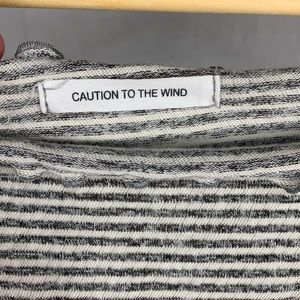 CAUTION TO THE WIND